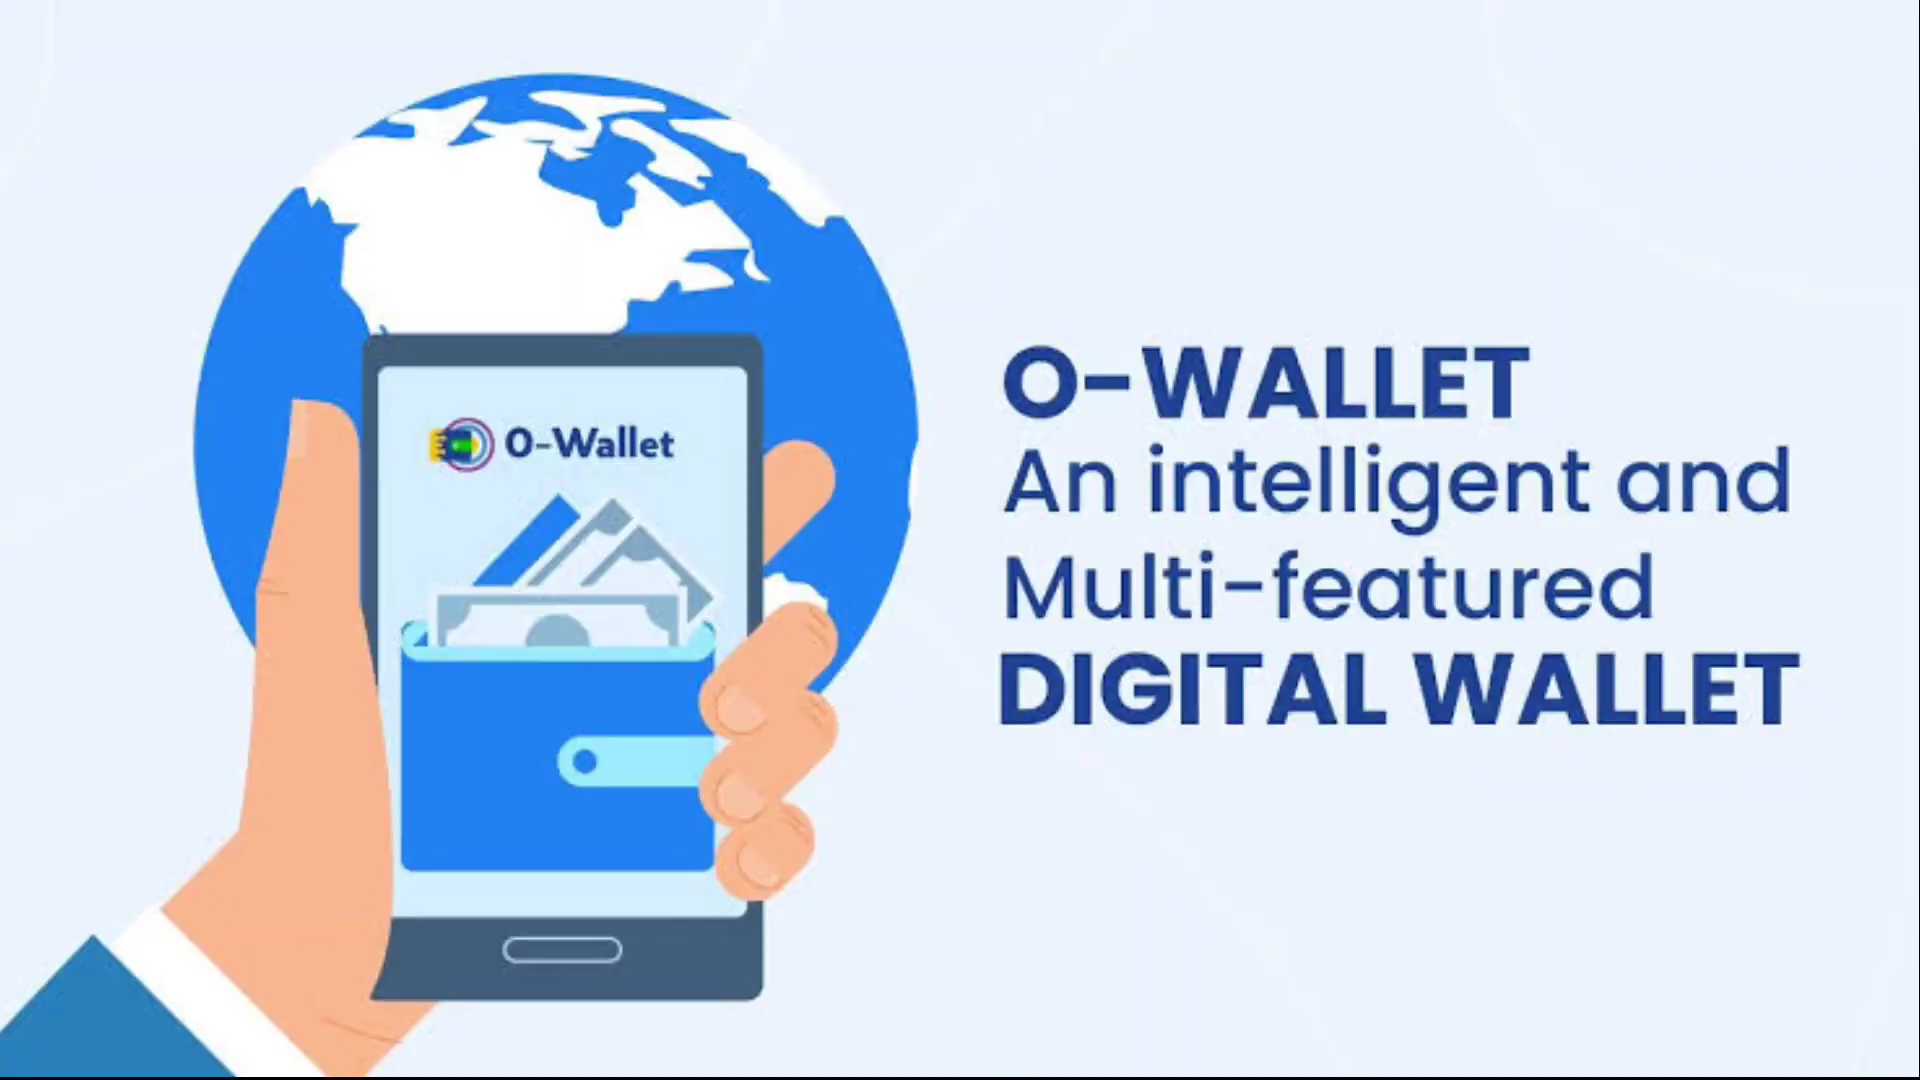 O-Wallet
O-WALLET
An intelligent and
Multi-featured
DIGITAL WALLET